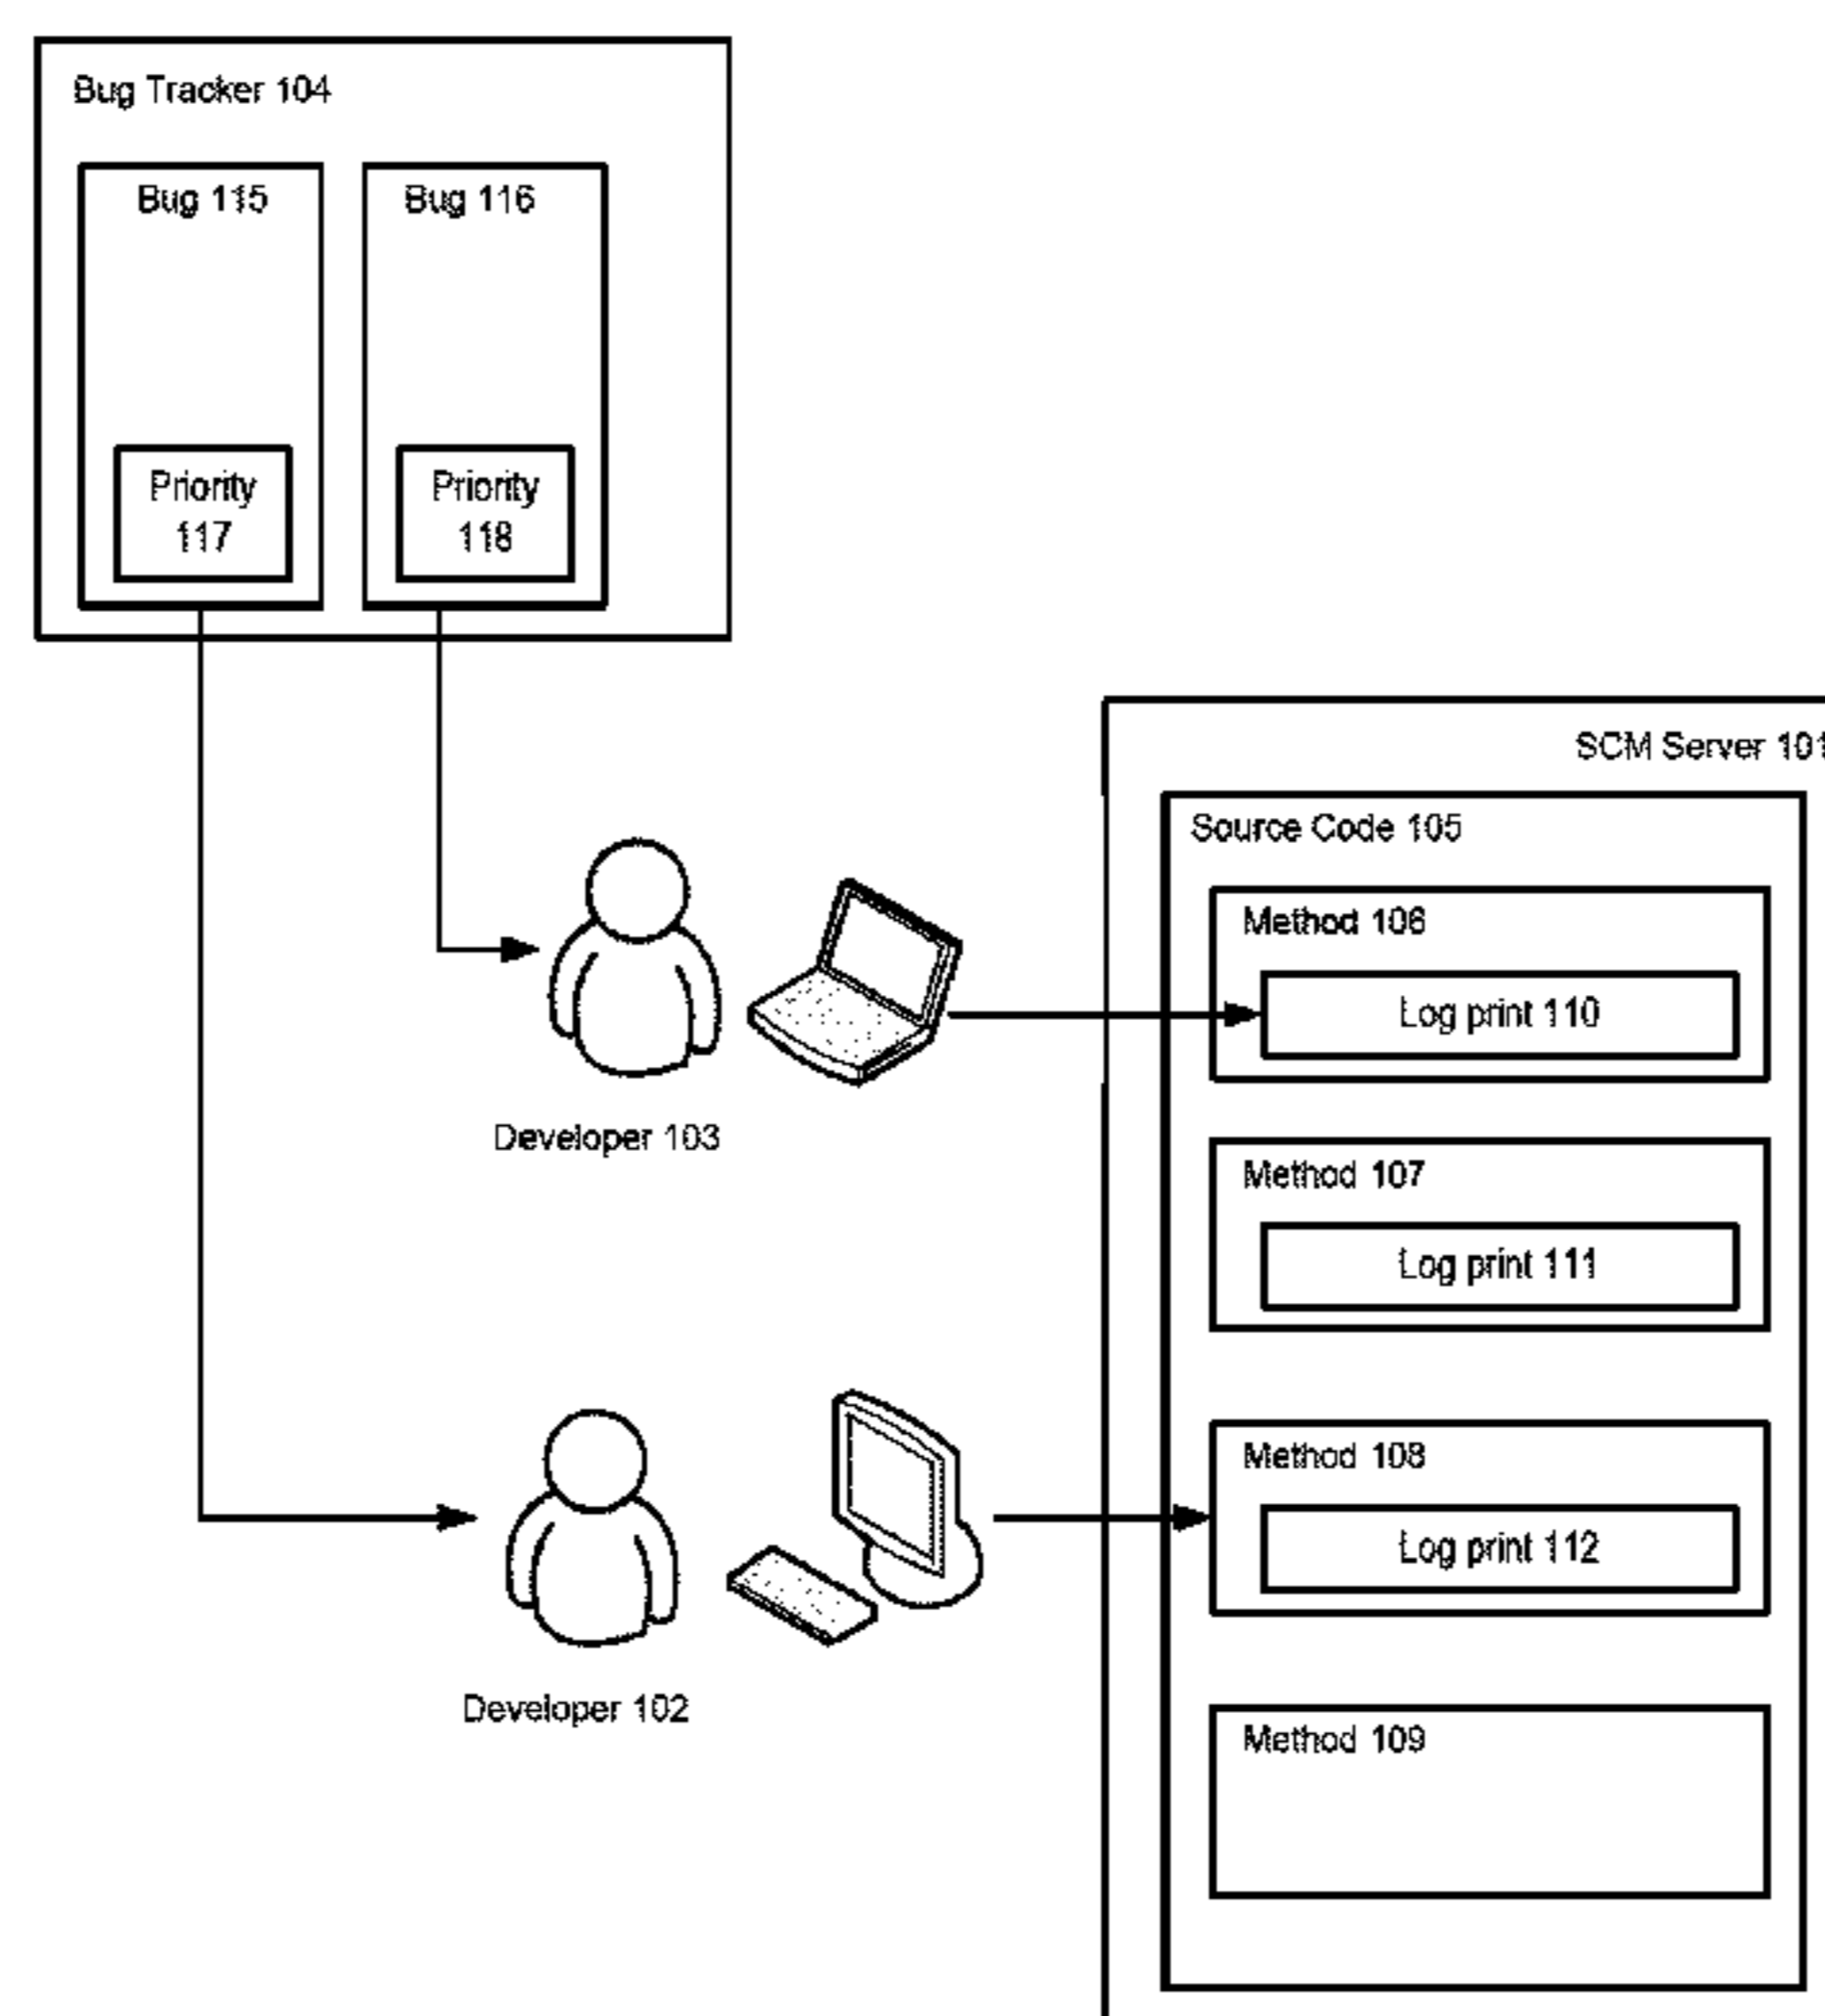 Bug Tracker 104
Bug 115
Bug 116
Priority
117
Priority
118
SCM Server 101
Source Code 105
Method 106
Log print 110
Developer 103
Method 107
Log print 111
Method 108
Log print 112
Developer 102
Method 109